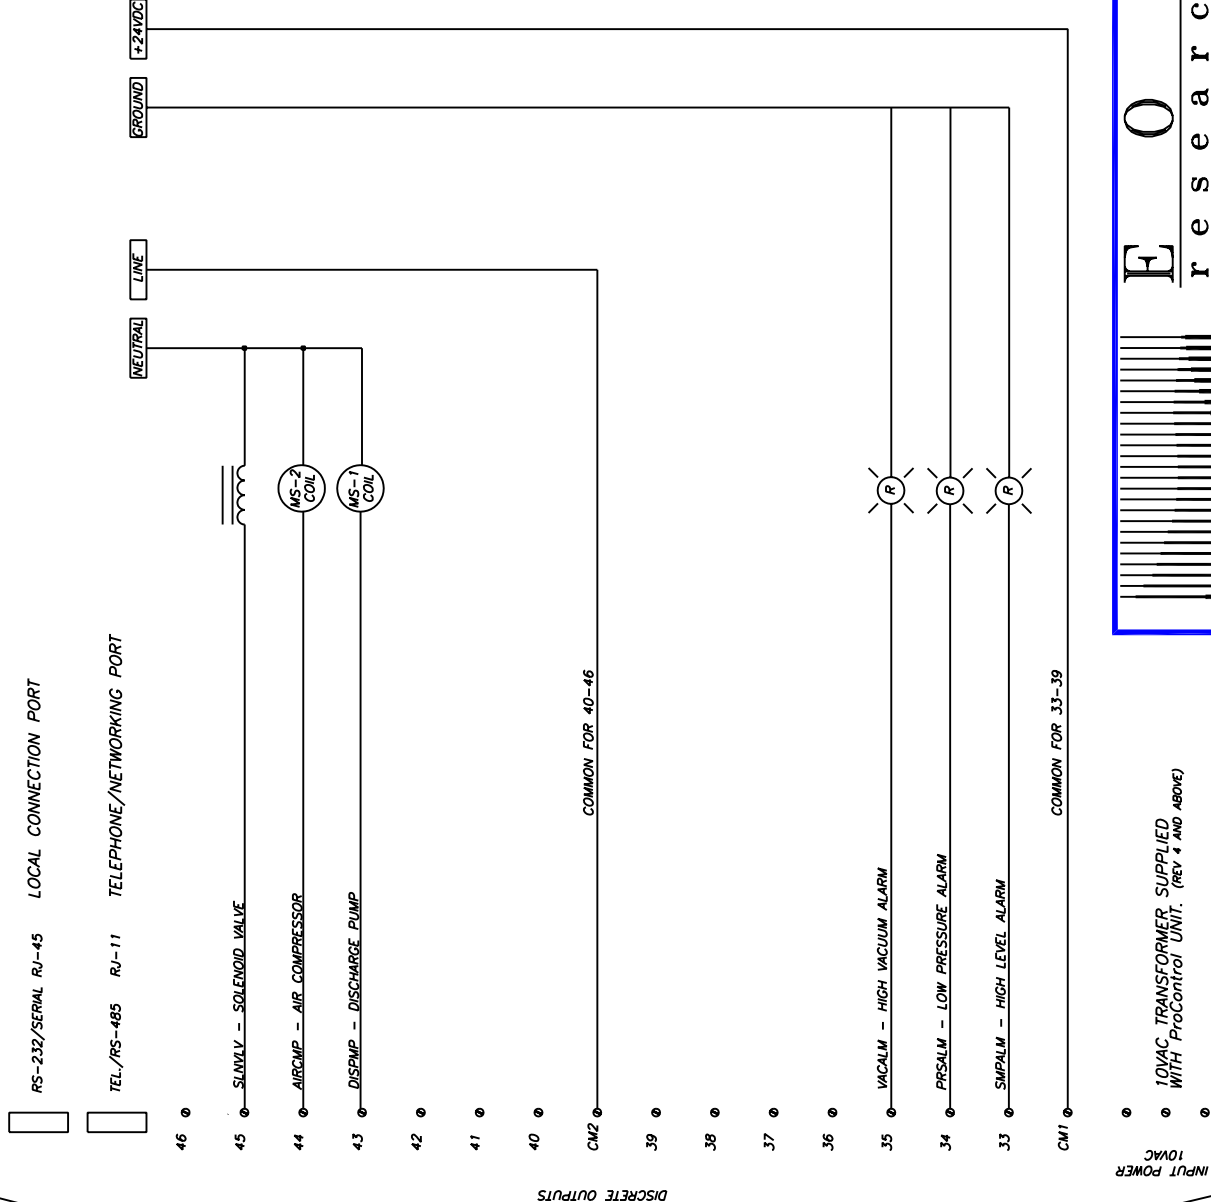 RS-232/SERIAL RJ-45 LOCAL CONNECTION PORT
TEL./RS-485 RJ-11 TELEPHONE/NETWORKING PORT
+24VDC
GROUND
LINE
NEUTRAL
46
45 SLNVLV - SOLENOID VALVE
44 AIRCMP - AIR COMPRESSOR
MS-2
COIL
43 DISPMP - DISCHARGE PUMP
MS-1
COIL
42
41
40
CM2 COMMON FOR 40-46
39
38
37
36
35 VACALM - HIGH VACUUM ALARM
R
34 PRSALM - LOW PRESSURE ALARM
R
33 SMPALM - HIGH LEVEL ALARM
R
CM1 COMMON FOR 33-39
DISCRETE OUTPUTS
10VAC
INPUT POWER
10VAC TRANSFORMER SUPPLIED
WITH ProControl UNIT. (REV 4 AND ABOVE)
E O
r e s e a r c